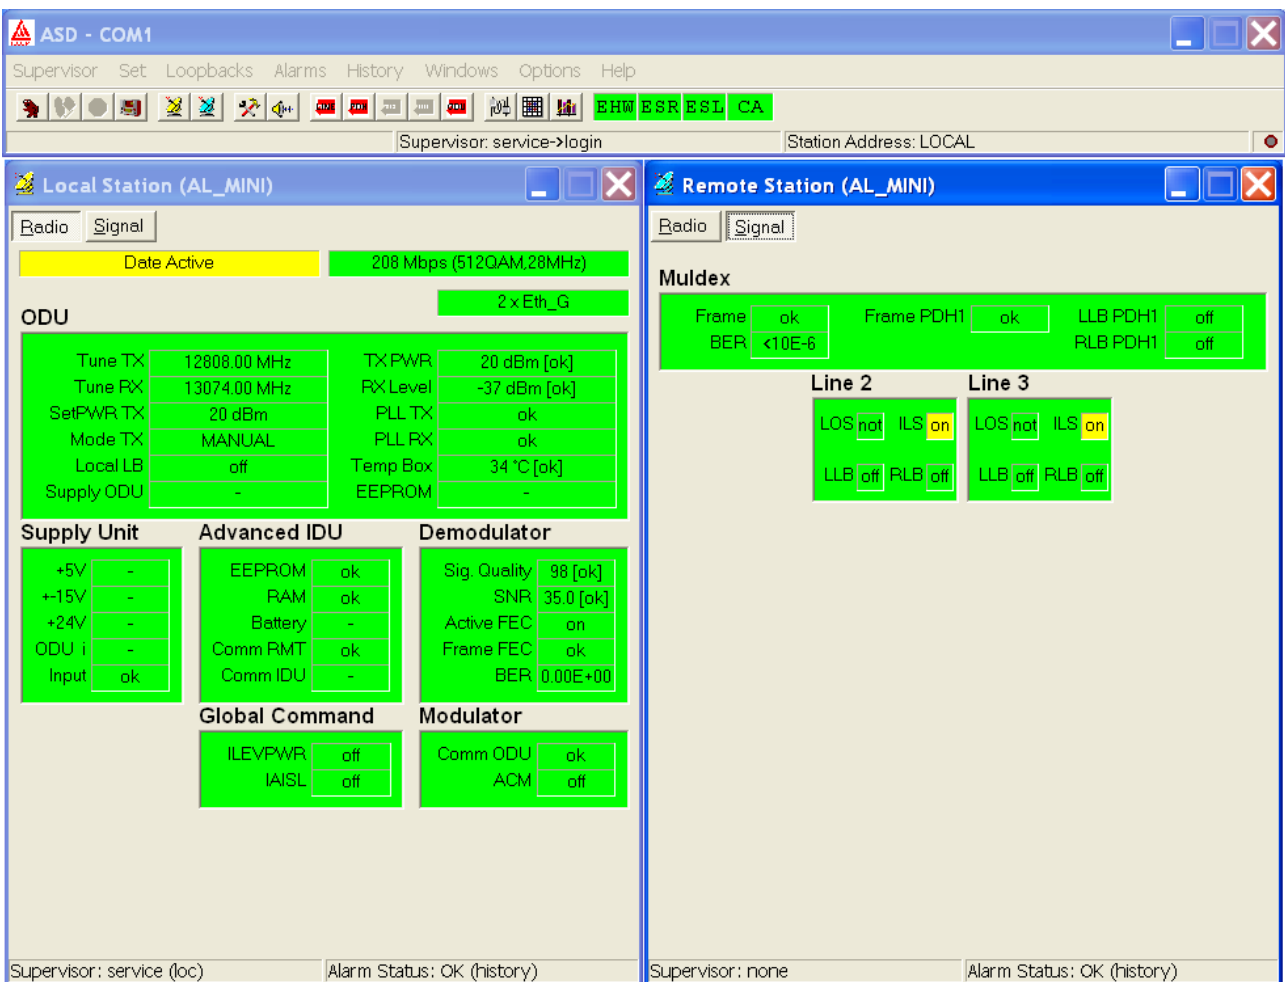 ASD - COM1
Supervisor Set Loopbacks Alarms History Windows Options Help
EHW ESR ESL CA
Supervisor: service->login Station Address: LOCAL
Local Station (AL_MINI)
Radio Signal
Date Active 208 Mbps (512QAM,28MHz)
2 x Eth_G
ODU
Tune TX 12808.00 MHz TX PWR 20 dBm [ok]
Tune RX 13074.00 MHz RX Level -37 dBm [ok]
SetPWR TX 20 dBm PLL TX ok
Mode TX MANUAL PLL RX ok
Local LB off Temp Box 34 °C [ok]
Supply ODU - EEPROM -
Supply Unit Advanced IDU Demodulator
+5V - EEPROM ok Sig. Quality 98 [ok]
+-15V - RAM ok SNR 35.0 [ok]
+24V - Battery - Active FEC on
ODU i - Comm RMT ok Frame FEC ok
Input ok Comm IDU - BER 0.00E+00
Global Command Modulator
ILEVPWR off Comm ODU ok
IAISL off ACM off
Supervisor: service (loc) Alarm Status: OK (history)
Remote Station (AL_MINI)
Radio Signal
Muldex
Frame ok Frame PDH1 ok LLB PDH1 off
BER <10E-6 RLB PDH1 off
Line 2 Line 3
LOS not ILS on LOS not ILS on
LLB off RLB off LLB off RLB off
Supervisor: none Alarm Status: OK (history)